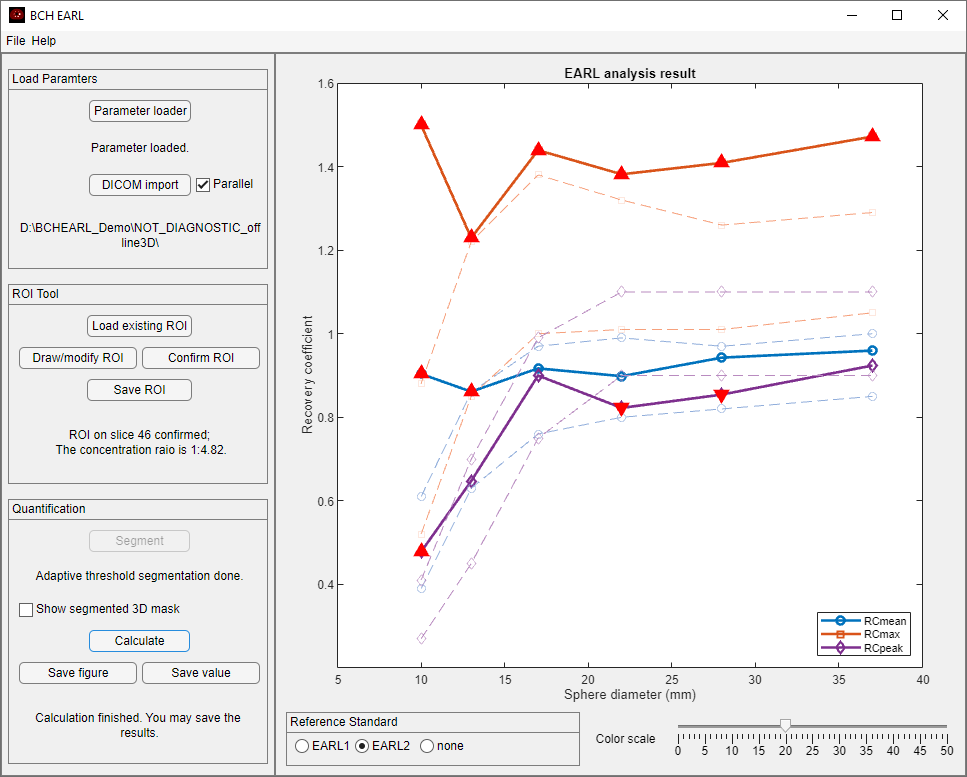 BCH EARL
File Help
Load Paramters
Parameter loader
Parameter loaded.
DICOM import
Parallel
D:\BCHEARL_Demo\NOT_DIAGNOSTIC_off
line3D\
ROI Tool
Load existing ROI
Draw/modify ROI
Confirm ROI
Save ROI
ROI on slice 46 confirmed;
The concentration raio is 1:4.82.
Quantification
Segment
Adaptive threshold segmentation done.
Show segmented 3D mask
Calculate
Save figure
Save value
Calculation finished. You may save the
results.
EARL analysis result
1.6
1.4
1.2
1
0.8
0.6
0.4
Recovery coefficient
5 10 15 20 25 30 35 40
Sphere diameter (mm)
RCmean
RCmax
RCpeak
Reference Standard
EARL1 EARL2 none
Color scale
0 5 10 15 20 25 30 35 40 45 50